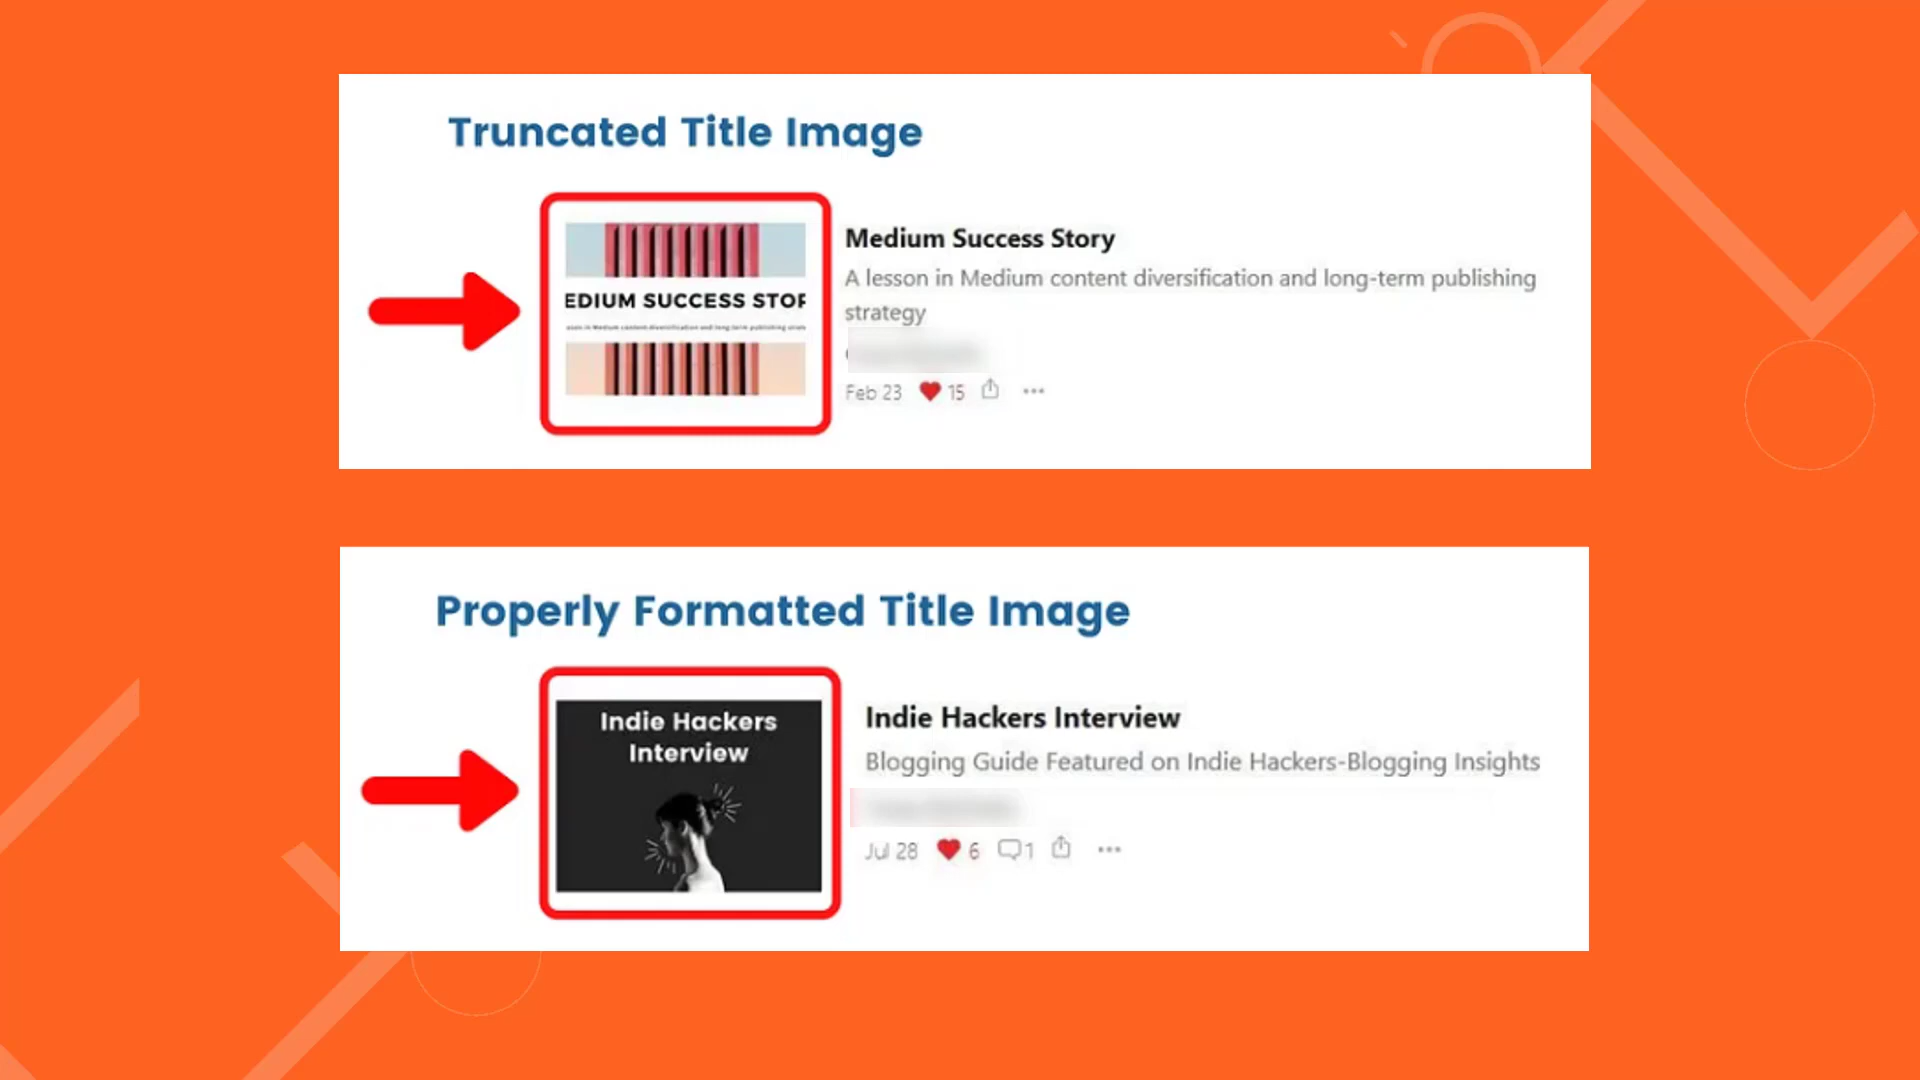 Truncated Title Image
EDIUM SUCCESS STOR
Medium Success Story
A lesson in Medium content diversification and long-term publishing
strategy
Feb 23 15
Properly Formatted Title Image
Indie Hackers
Interview
Indie Hackers Interview
Blogging Guide Featured on Indie Hackers-Blogging Insights
Jul 28 6 1